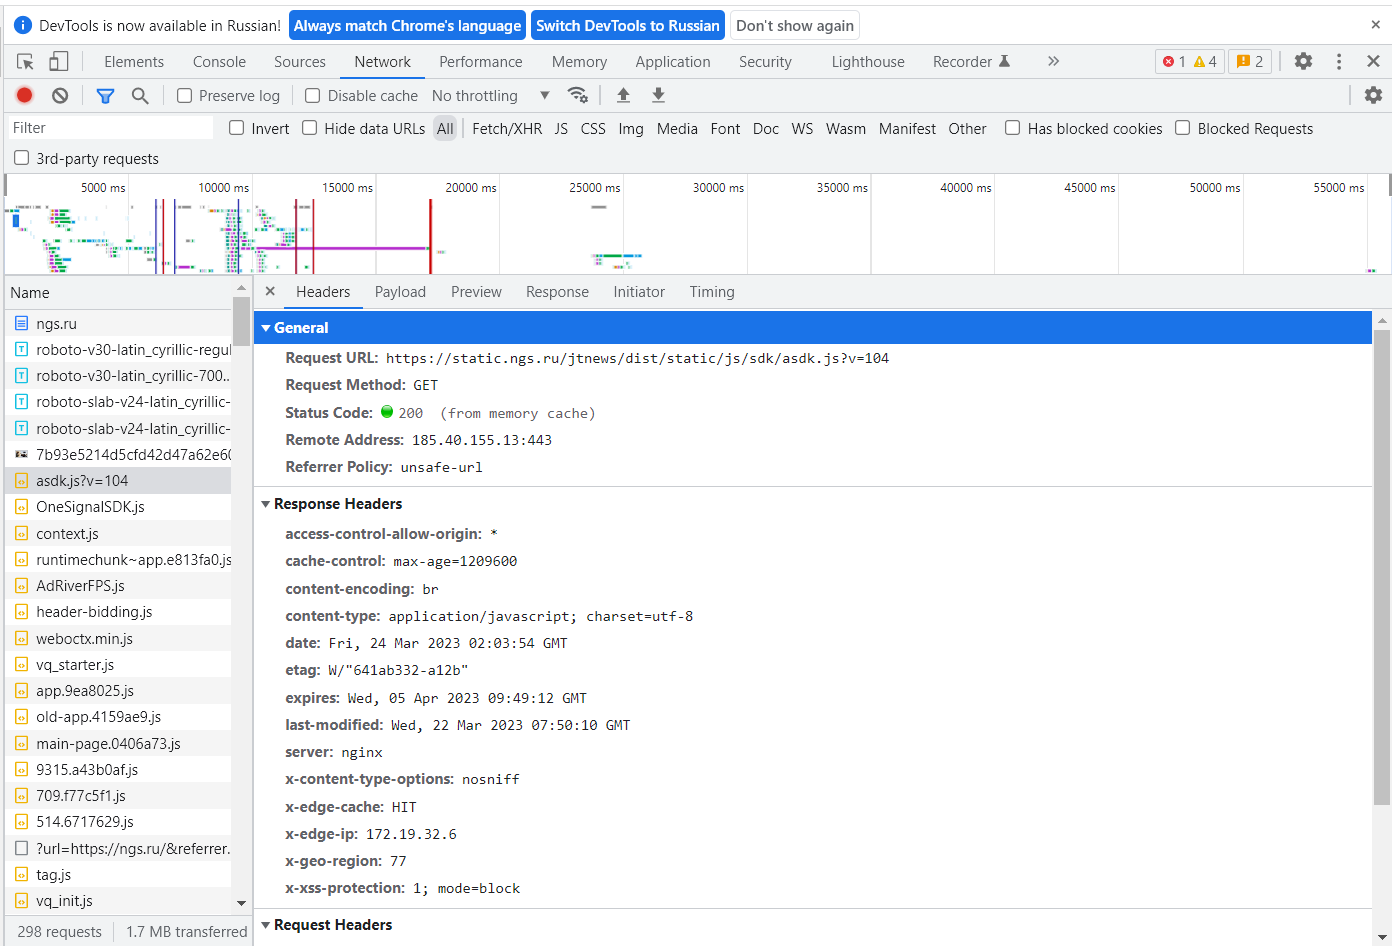 DevTools is now available in Russian! Always match Chrome's language Switch DevTools to Russian Don't show again
Elements Console Sources Network Performance Memory Application Security Lighthouse Recorder 1 4 2
Preserve log Disable cache No throttling
Filter Invert Hide data URLs All Fetch/XHR JS CSS Img Media Font Doc WS Wasm Manifest Other Has blocked cookies Blocked Requests
3rd-party requests
5000 ms 10000 ms 15000 ms 20000 ms 25000 ms 30000 ms 35000 ms 40000 ms 45000 ms 50000 ms 55000 ms
Name
ngs.ru
roboto-v30-latin_cyrillic-regul
roboto-v30-latin_cyrillic-700...
roboto-slab-v24-latin_cyrillic-
roboto-slab-v24-latin_cyrillic-
7b93e5214d5cfd42d47a62e60
asdk.js?v=104
OneSignalSDK.js
context.js
runtimechunk~app.e813fa0.js
AdRiverFPS.js
header-bidding.js
weboctx.min.js
vq_starter.js
app.9ea8025.js
old-app.4159ae9.js
main-page.0406a73.js
9315.a43b0af.js
709.f77c5f1.js
514.6717629.js
?url=https://ngs.ru/&referrer.
tag.js
vq_init.js
298 requests 1.7 MB transferred
Headers Payload Preview Response Initiator Timing
General
Request URL: https://static.ngs.ru/jtnews/dist/static/js/sdk/asdk.js?v=104
Request Method: GET
Status Code: 200 (from memory cache)
Remote Address: 185.40.155.13:443
Referrer Policy: unsafe-url
Response Headers
access-control-allow-origin: *
cache-control: max-age=1209600
content-encoding: br
content-type: application/javascript; charset=utf-8
date: Fri, 24 Mar 2023 02:03:54 GMT
etag: W/"641ab332-a12b"
expires: Wed, 05 Apr 2023 09:49:12 GMT
last-modified: Wed, 22 Mar 2023 07:50:10 GMT
server: nginx
x-content-type-options: nosniff
x-edge-cache: HIT
x-edge-ip: 172.19.32.6
x-geo-region: 77
x-xss-protection: 1; mode=block
Request Headers